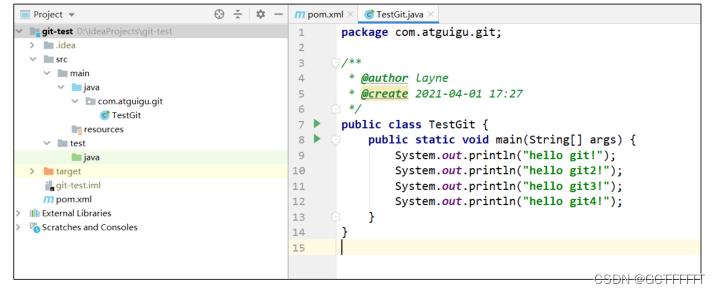 Project
git-test D:\IdeaProjects\git-test
.idea
src
main
java
com.atguigu.git
TestGit
resources
test
java
target
git-test.iml
pom.xml
External Libraries
Scratches and Consoles
pom.xml
TestGit.java
1 package com.atguigu.git;
2
3 /**
4 * @author layne
5 * @create 2021-04-01 17:27
6 */
7 public class TestGit {
8 public static void main(String[] args) {
9 System.out.println("hello git!");
10 System.out.println("hello git2!");
11 System.out.println("hello git3!");
12 System.out.println("hello git4!");
13 }
14 }
15